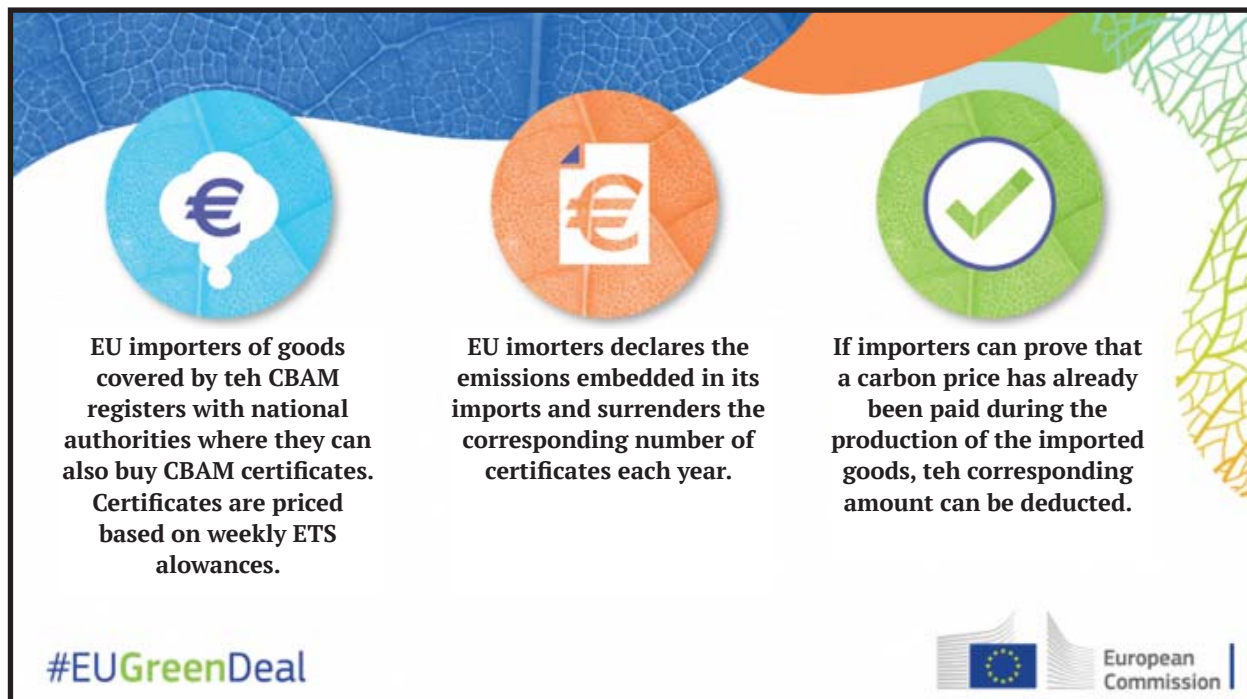 €
EU importers of goods
covered by teh CBAM
registers with national
authorities where they can
also buy CBAM certificates.
Certificates are priced
based on weekly ETS
alowances.
€
EU imorters declares the
emissions embedded in its
imports and surrenders the
corresponding number of
certificates each year.
If importers can prove that
a carbon price has already
been paid during the
production of the imported
goods, teh corresponding
amount can be deducted.
#EUGreenDeal
European
Commission